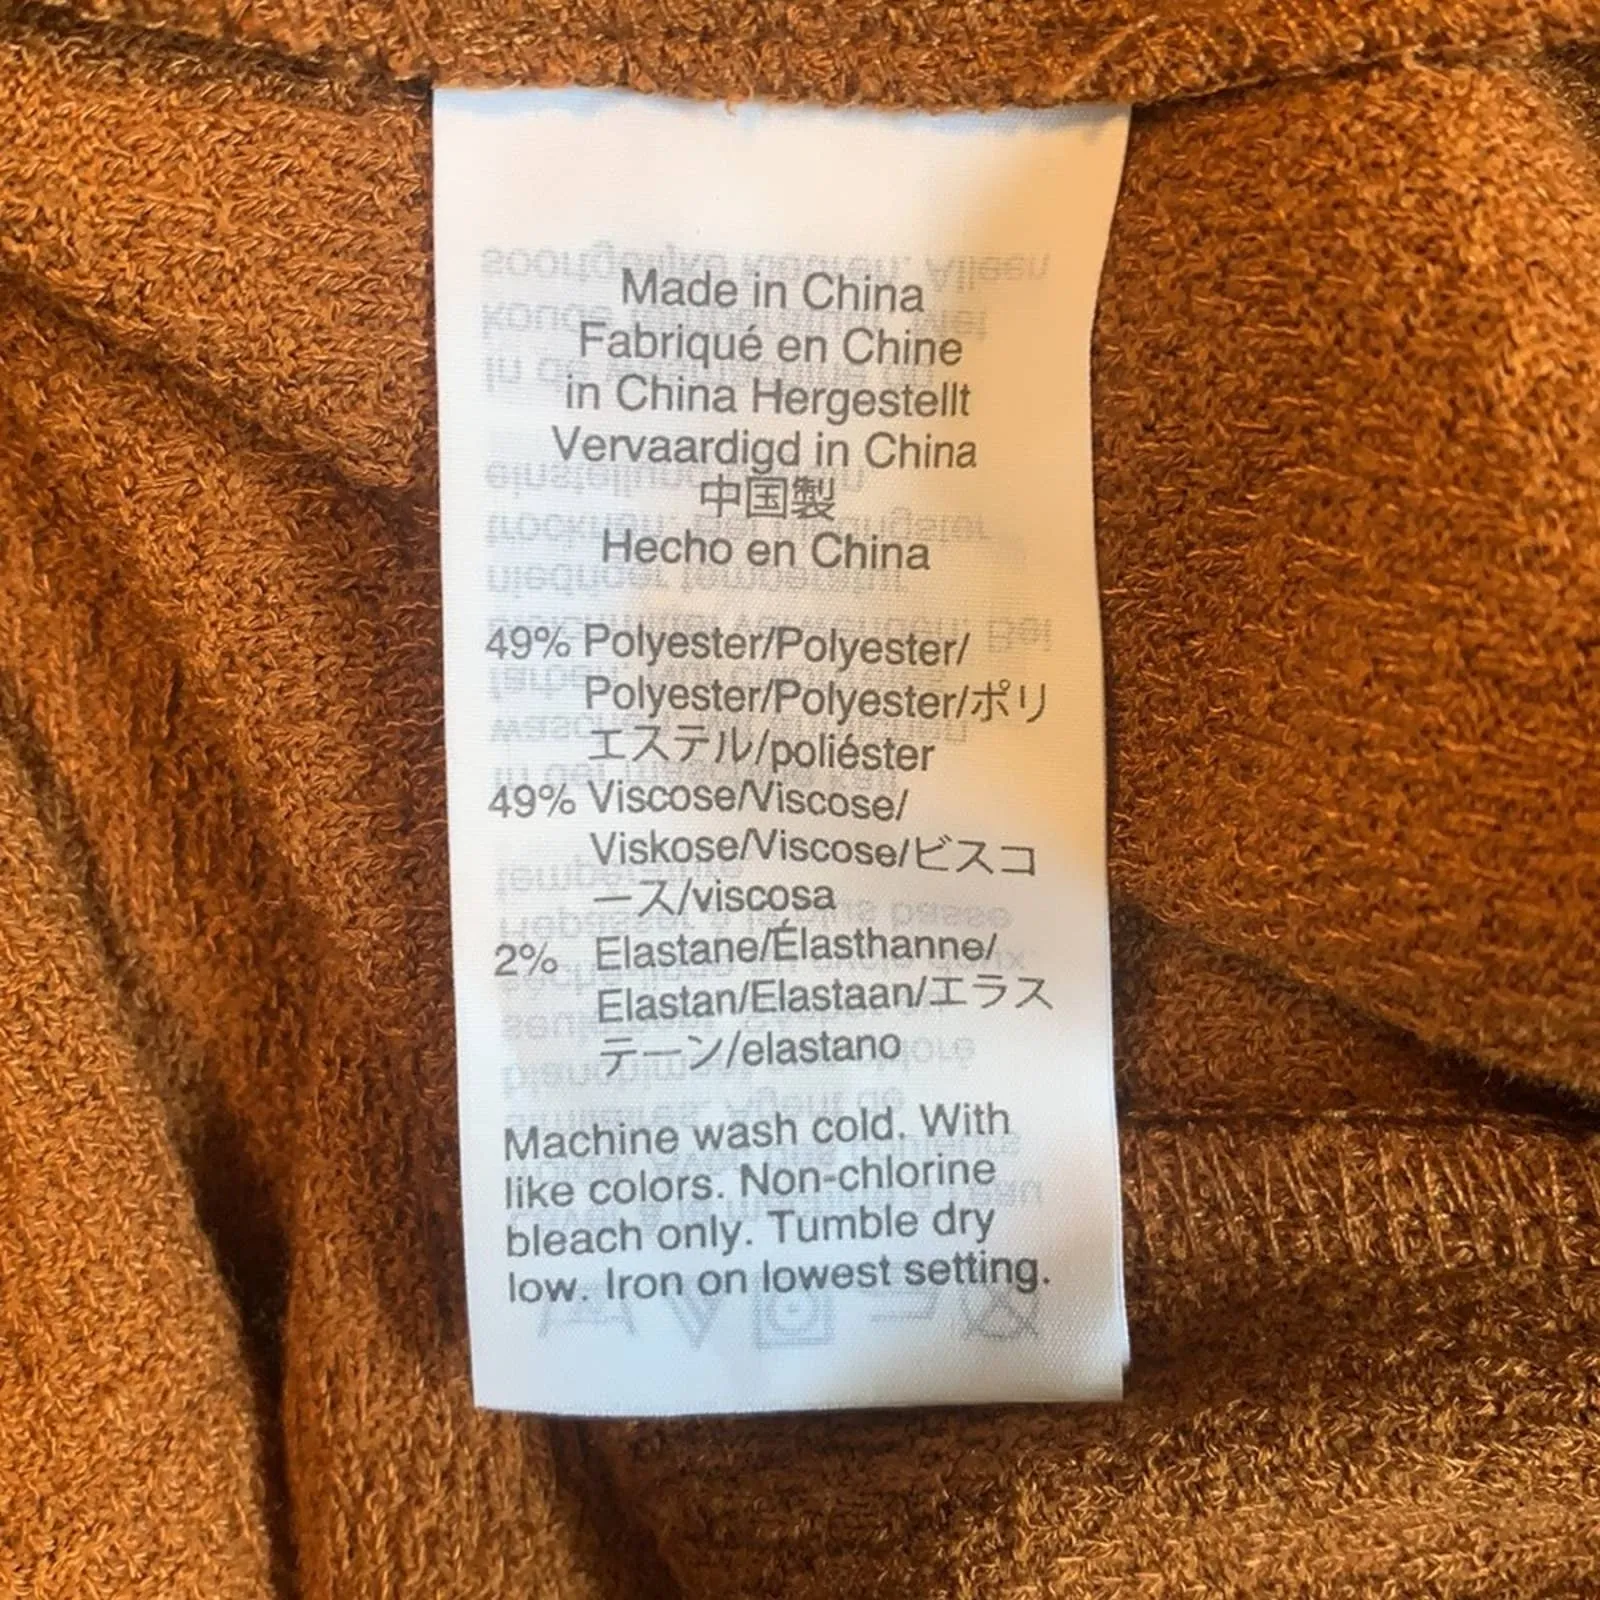 Made in China
Fabriqué en Chine
in China Hergestellt
Vervaardigd in China
中国製
Hecho en China
49% Polyester/Polyester/
Polyester/Polyester/ポリ
エステル/poliéster
49% Viscose/Viscose/
Viskose/Viscose/ビスコ
ース/viscosa
2% Elastane/Élasthanne/
Elastan/Elastaan/エラス
テーン/elastano
Machine wash cold. With
like colors. Non-chlorine
bleach only. Tumble dry
low. Iron on lowest setting.